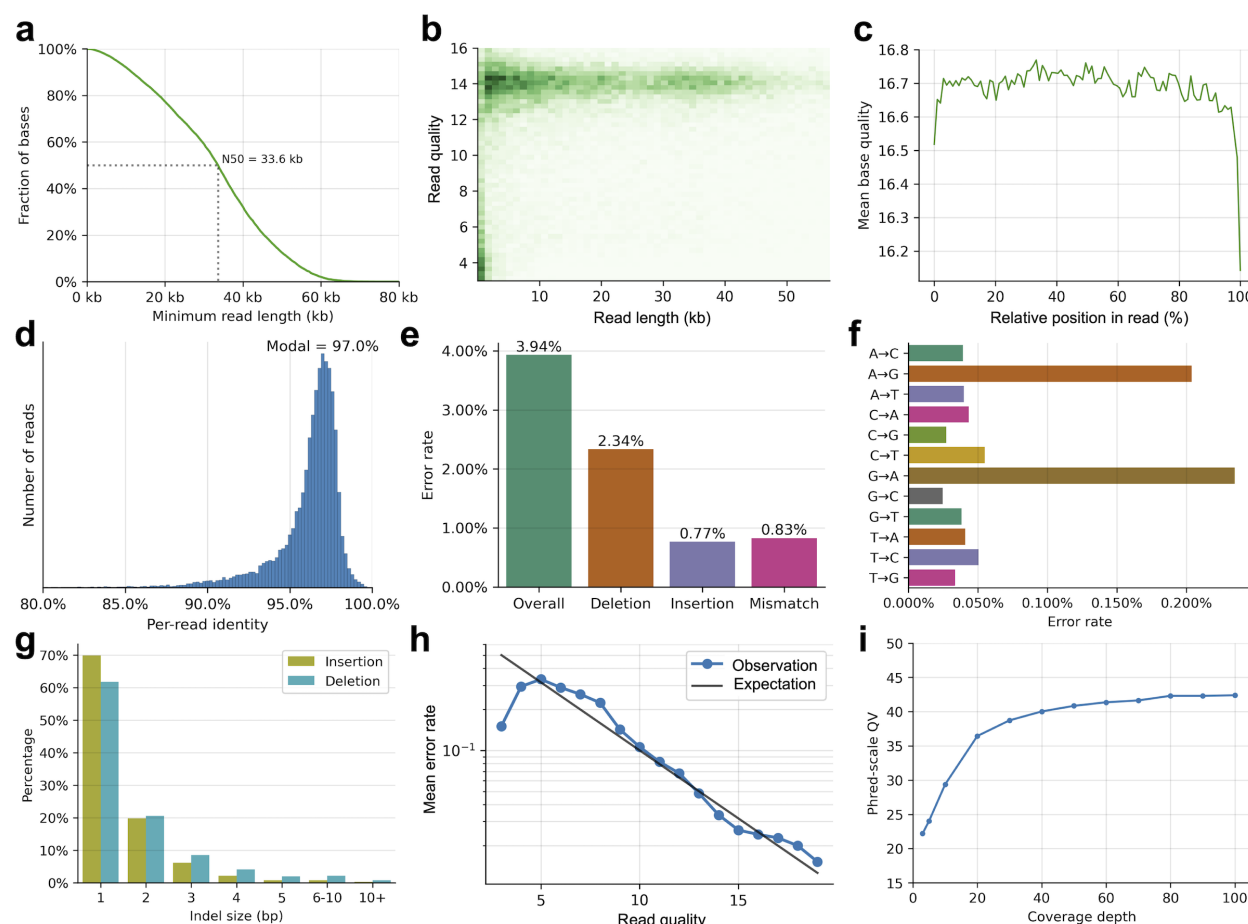 a
100%
80%
60%
40%
20%
0%
Fraction of bases
N50 = 33.6 kb
0 kb 20 kb 40 kb 60 kb 80 kb
Minimum read length (kb)
b
16
14
12
10
8
6
4
Read quality
10 20 30 40 50
Read length (kb)
c
16.8
16.7
16.6
16.5
16.4
16.3
16.2
Mean base quality
0 20 40 60 80 100
Relative position in read (%)
d
Modal = 97.0%
Number of reads
80.0% 85.0% 90.0% 95.0% 100.0%
Per-read identity
e
4.00%
3.00%
2.00%
1.00%
0.00%
Error rate
3.94%
2.34%
0.77%
0.83%
Overall Deletion Insertion Mismatch
f
A→C
A→G
A→T
C→A
C→G
C→T
G→A
G→C
G→T
T→A
T→C
T→G
0.000% 0.050% 0.100% 0.150% 0.200%
Error rate
g
70%
60%
50%
40%
30%
20%
10%
0%
Percentage
Insertion
Deletion
1 2 3 4 5 6-10 10+
Indel size (bp)
h
10⁻¹
Mean error rate
Observation
Expectation
5 15
Read quality
i
50
45
40
35
30
25
20
15
Phred-scale QV
0 20 40 60 80 100
Coverage depth